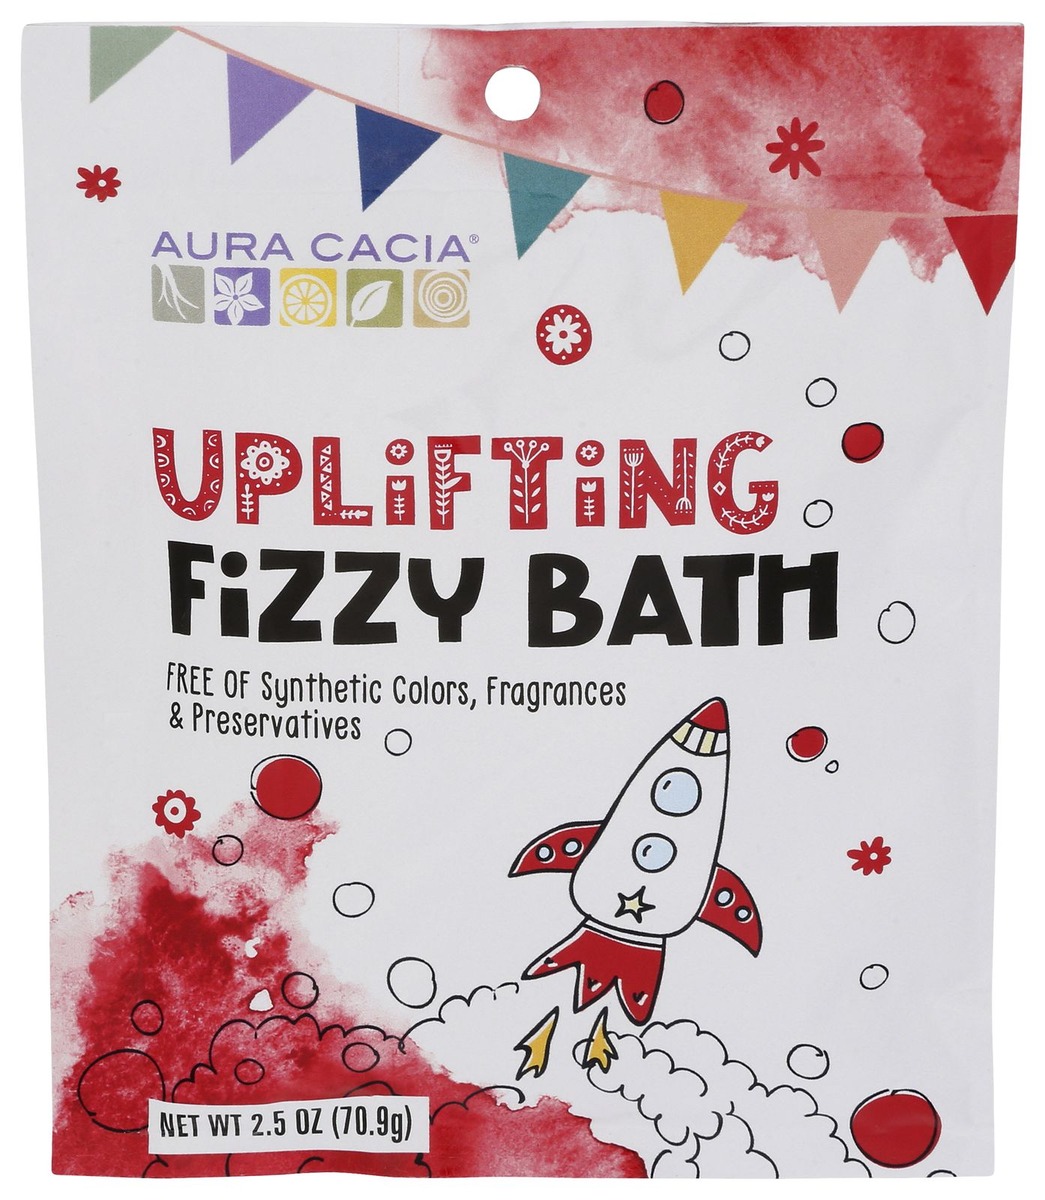 AURA CACIA®
UPLiFTiNG
FiZZY BATH
FREE OF Synthetic Colors, Fragrances
& Preservatives
NET WT 2.5 OZ (70.9g)